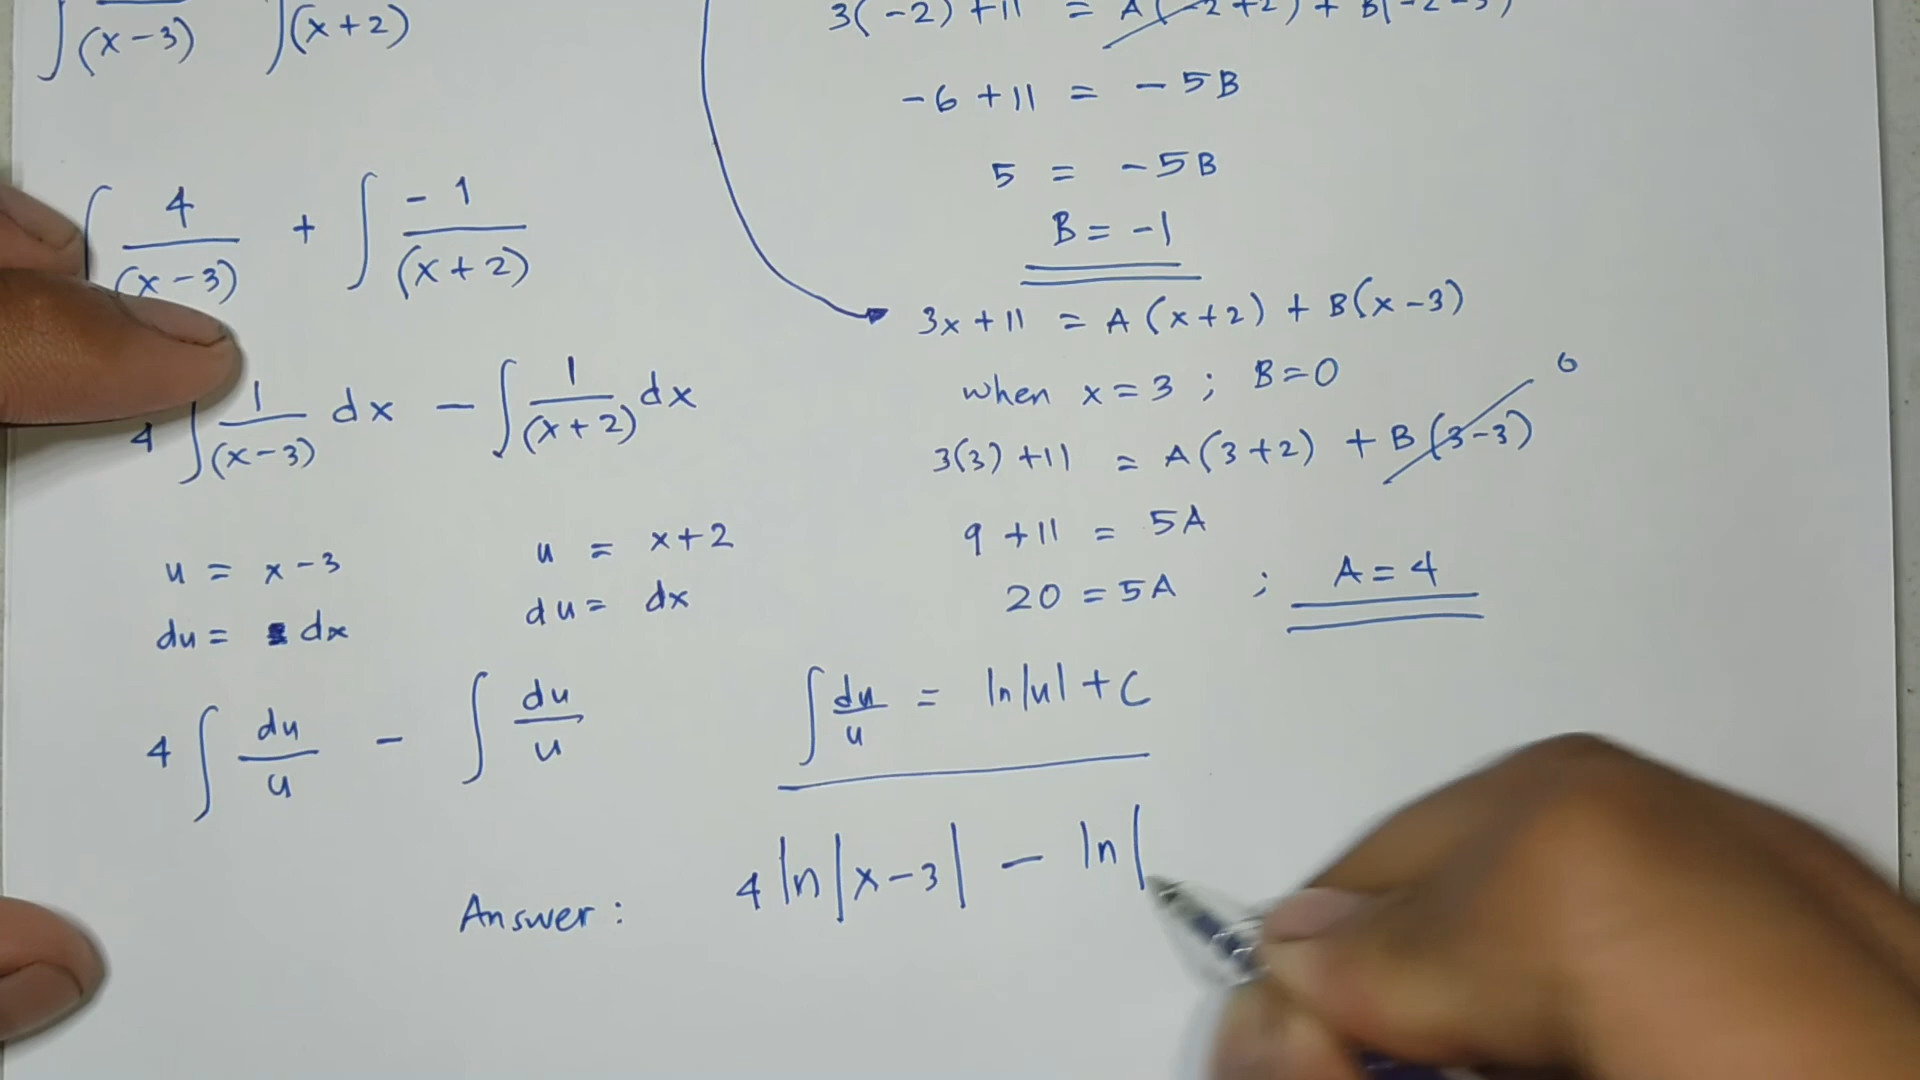 ∫ (x-3) ∫ (x+2)
∫ 4/(x-3) + ∫ -1/(x+2)
4 ∫ 1/(x-3) dx - ∫ 1/(x+2) dx
u = x-3
du = dx
u = x+2
du = dx
4 ∫ du/u - ∫ du/u
3(-2) +11 = A(-2+2) + B(-2-3)
-6 +11 = -5B
5 = -5B
B = -1
3x+11 = A(x+2) + B(x-3)
when x=3 ; B=0
3(3) +11 = A(3+2) + B(3-3) 0
9 +11 = 5A
20 = 5A ; A=4
∫ du/u = ln|u| + C
Answer : 4 ln|x-3| - ln|